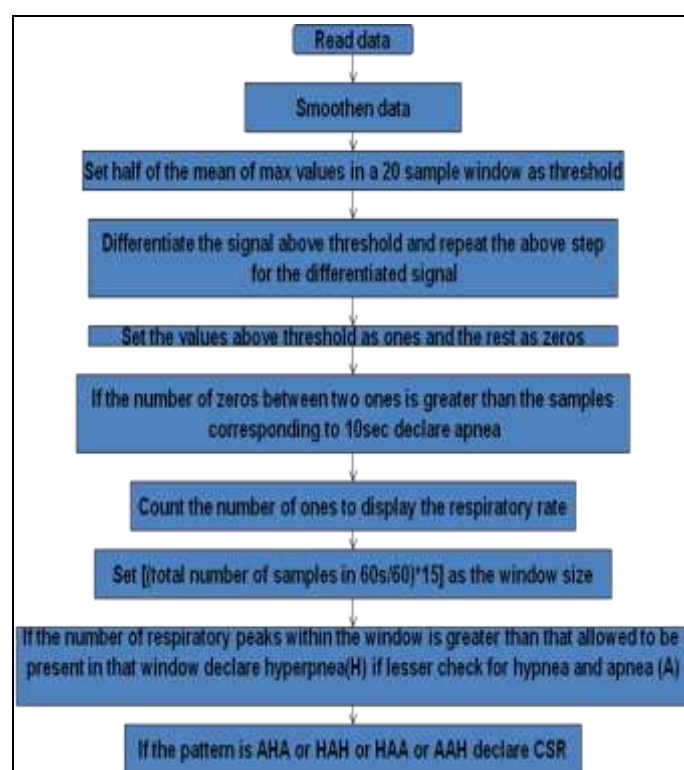 Read data
Smoothen data
Set half of the mean of max values in a 20 sample window as threshold
Differentiate the signal above threshold and repeat the above step
for the differentiated signal
Set the values above threshold as ones and the rest as zeros
If the number of zeros between two ones is greater than the samples
corresponding to 10sec declare apnea
Count the number of ones to display the respiratory rate
Set [(total number of samples in 60s/60)*15] as the window size
If the number of respiratory peaks within the window is greater than that allowed to be
present in that window declare hyperpnea(H) if lesser check for hypnea and apnea (A)
If the pattern is AHA or HAH or HAA or AAH declare CSR